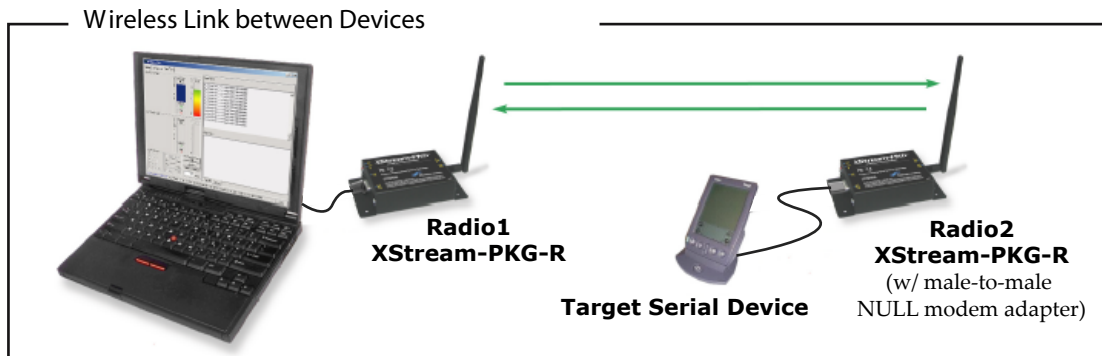 Wireless Link between Devices
Radio1
XStream-PKG-R
Target Serial Device
Radio2
XStream-PKG-R
(w/ male-to-male
NULL modem adapter)